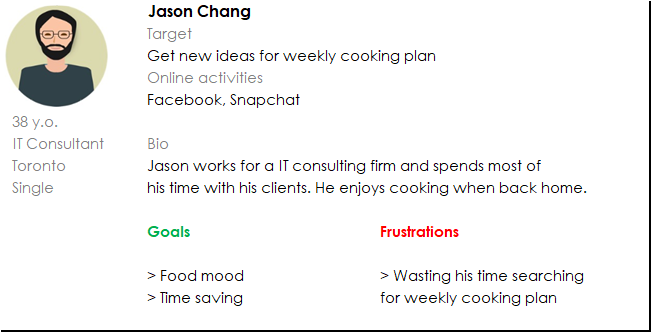 Jason Chang
Target
Get new ideas for weekly cooking plan
Online activities
Facebook, Snapchat
38 y.o.
IT Consultant
Toronto
Single
Bio
Jason works for a IT consulting firm and spends most of
his time with his clients. He enjoys cooking when back home.
Goals
> Food mood
> Time saving
Frustrations
> Wasting his time searching
for weekly cooking plan